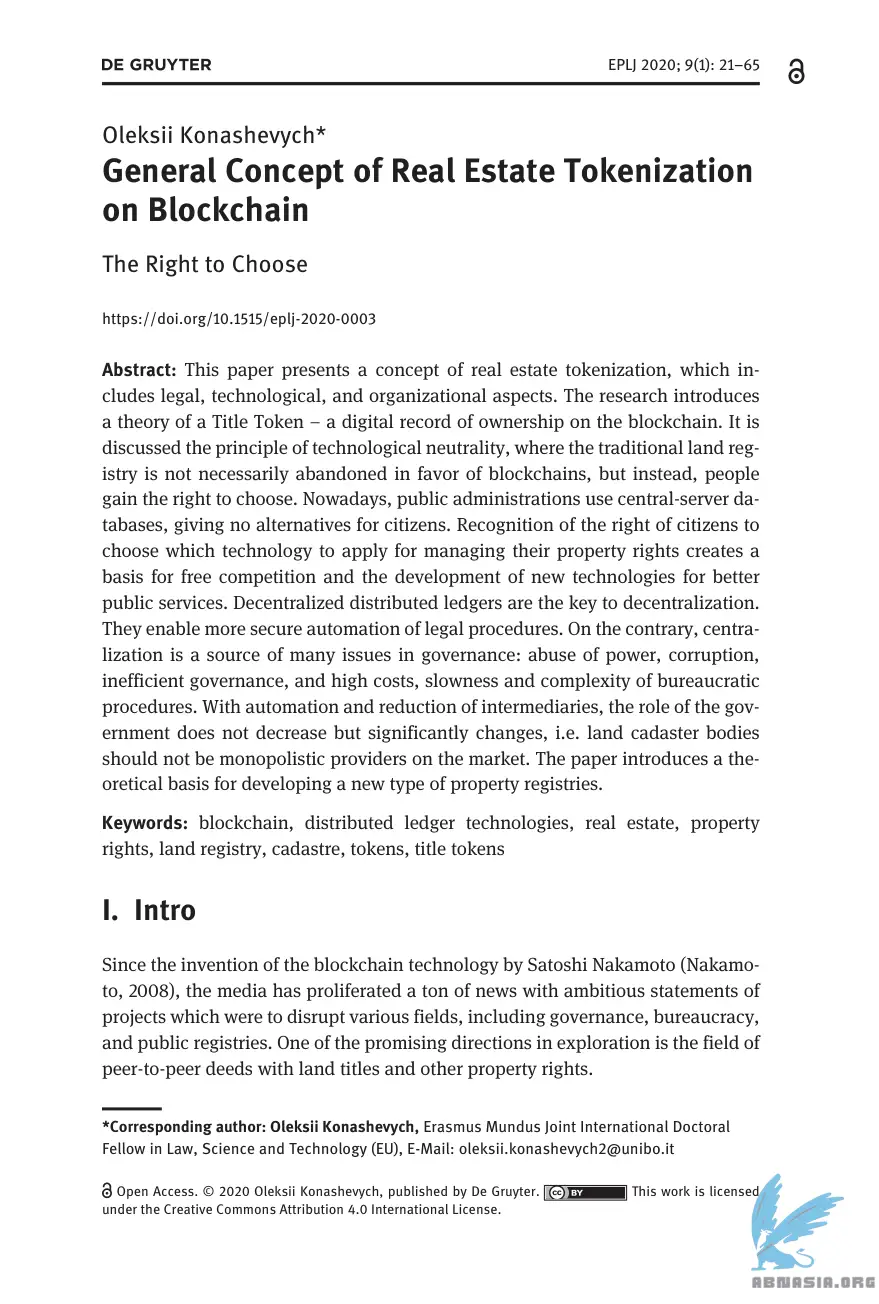 DE GRUYTER
EPLJ 2020; 9(1): 21–65
Oleksii Konashevych*
General Concept of Real Estate Tokenization
on Blockchain
The Right to Choose
https://doi.org/10.1515/eplj-2020-0003
Abstract: This paper presents a concept of real estate tokenization, which in-
cludes legal, technological, and organizational aspects. The research introduces
a theory of a Title Token – a digital record of ownership on the blockchain. It is
discussed the principle of technological neutrality, where the traditional land reg-
istry is not necessarily abandoned in favor of blockchains, but instead, people
gain the right to choose. Nowadays, public administrations use central-server da-
tabases, giving no alternatives for citizens. Recognition of the right of citizens to
choose which technology to apply for managing their property rights creates a
basis for free competition and the development of new technologies for better
public services. Decentralized distributed ledgers are the key to decentralization.
They enable more secure automation of legal procedures. On the contrary, centra-
lization is a source of many issues in governance: abuse of power, corruption,
inefficient governance, and high costs, slowness and complexity of bureaucratic
procedures. With automation and reduction of intermediaries, the role of the gov-
ernment does not decrease but significantly changes, i.e. land cadaster bodies
should not be monopolistic providers on the market. The paper introduces a the-
oretical basis for developing a new type of property registries.
Keywords: blockchain, distributed ledger technologies, real estate, property
rights, land registry, cadastre, tokens, title tokens
I. Intro
Since the invention of the blockchain technology by Satoshi Nakamoto (Nakamo-
to, 2008), the media has proliferated a ton of news with ambitious statements of
projects which were to disrupt various fields, including governance, bureaucracy,
and public registries. One of the promising directions in exploration is the field of
peer-to-peer deeds with land titles and other property rights.
*Corresponding author: Oleksii Konashevych, Erasmus Mundus Joint International Doctoral
Fellow in Law, Science and Technology (EU), E-Mail: oleksii.konashevych2@unibo.it
Open Access. © 2020 Oleksii Konashevych, published by De Gruyter. cc BY This work is licensed
under the Creative Commons Attribution 4.0 International License.
ABNASIA.ORG